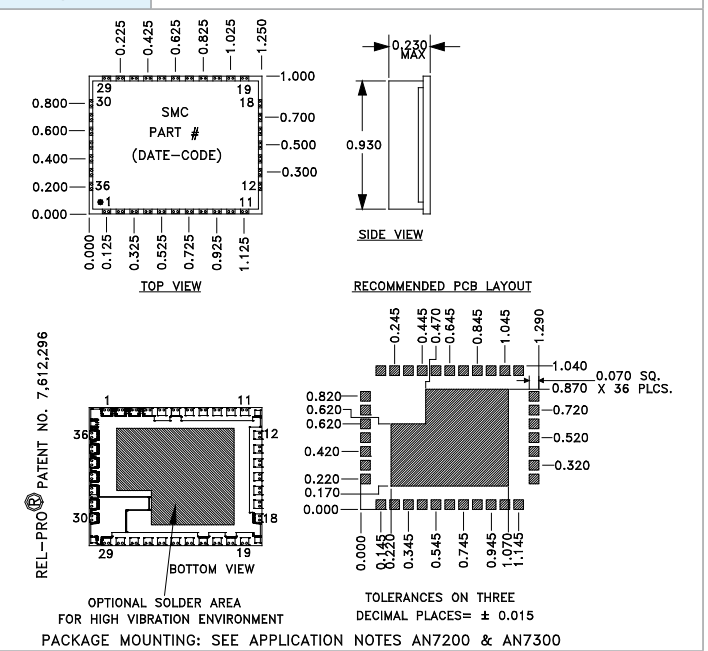 0.225 0.425 0.625 0.825 1.025 1.250
0.230
MAX
1.000
29 19
30 18
0.800
SMC
PART #
(DATE-CODE)
0.700
0.600
0.500
0.930
0.400
0.300
0.200
36 12
1 11
0.000
0.000 0.125 0.325 0.525 0.725 0.925 1.125
SIDE VIEW
TOP VIEW
RECOMMENDED PCB LAYOUT
0.245 0.445 0.470 0.645 0.845 1.045 1.290
1.040
0.070 SQ.
X 36 PLCS.
0.870
0.820
0.720
0.620
0.620
0.520
0.420
0.320
0.220
0.170
0.000
0.000 0.145 0.220 0.345 0.545 0.745 0.945 1.070 1.145
REL-PRO® PATENT NO. 7,612,296
1 11
36 12
30 18
29 19
BOTTOM VIEW
OPTIONAL SOLDER AREA
FOR HIGH VIBRATION ENVIRONMENT
TOLERANCES ON THREE
DECIMAL PLACES= ± 0.015
PACKAGE MOUNTING: SEE APPLICATION NOTES AN7200 & AN7300